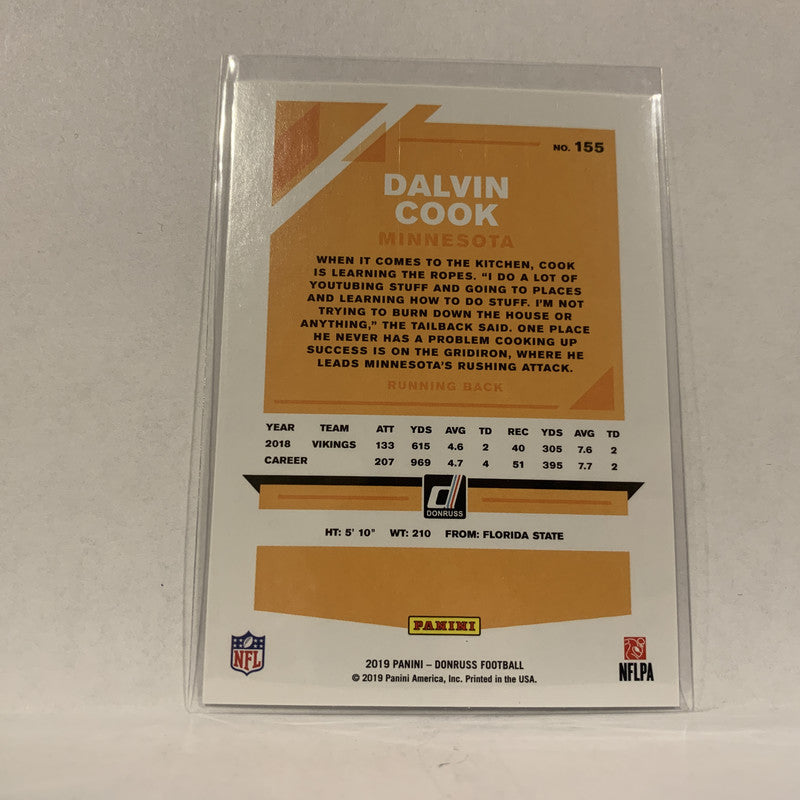 NO. 155
DALVIN
COOK
MINNESOTA
WHEN IT COMES TO THE KITCHEN, COOK
IS LEARNING THE ROPES. "I DO A LOT OF
YOUTUBING STUFF AND GOING TO PLACES
AND LEARNING HOW TO DO STUFF. I'M NOT
TRYING TO BURN DOWN THE HOUSE OR
ANYTHING," THE TAILBACK SAID. ONE PLACE
HE NEVER HAS A PROBLEM COOKING UP
SUCCESS IS ON THE GRIDIRON, WHERE HE
LEADS MINNESOTA'S RUSHING ATTACK.
RUNNING BACK
YEAR TEAM ATT YDS AVG TD REC YDS AVG TD
2018 VIKINGS 133 615 4.6 2 40 305 7.6 2
CAREER 207 969 4.7 4 51 395 7.7 2
d
DONRUSS
HT: 5' 10" WT: 210 FROM: FLORIDA STATE
PANINI
NFL
2019 PANINI – DONRUSS FOOTBALL
© 2019 Panini America, Inc. Printed in the USA.
NFLPA